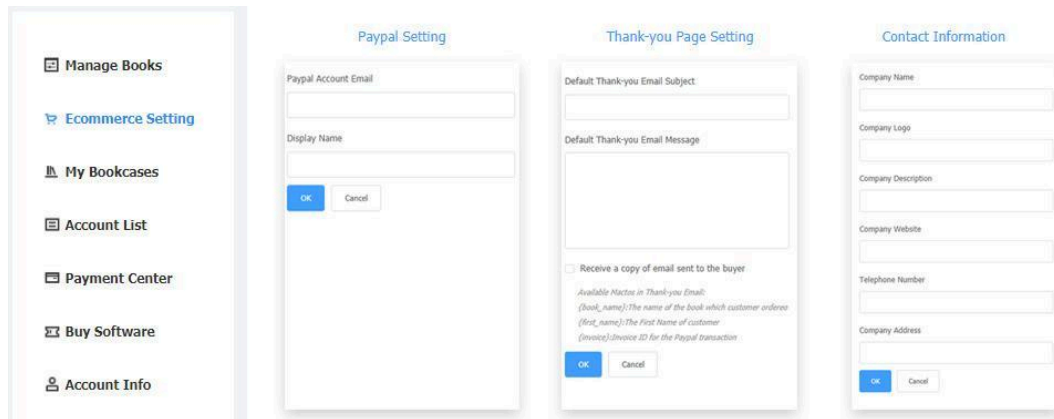 Manage Books
Ecommerce Setting
My Bookcases
Account List
Payment Center
Buy Software
Account Info
Paypal Setting
Paypal Account Email
Display Name
OK
Cancel
Thank-you Page Setting
Default Thank-you Email Subject
Default Thank-you Email Message
Receive a copy of email sent to the buyer
Available Mactos in Thank-you Email:
{book_name}:The name of the book which customer ordereo
{first_name}:The First Name of customer
{invoice}:Invoice ID for the Paypal transaction
OK
Cancel
Contact Information
Company Name
Company Logo
Company Description
Company Website
Telephone Number
Company Address
OK
Cancel